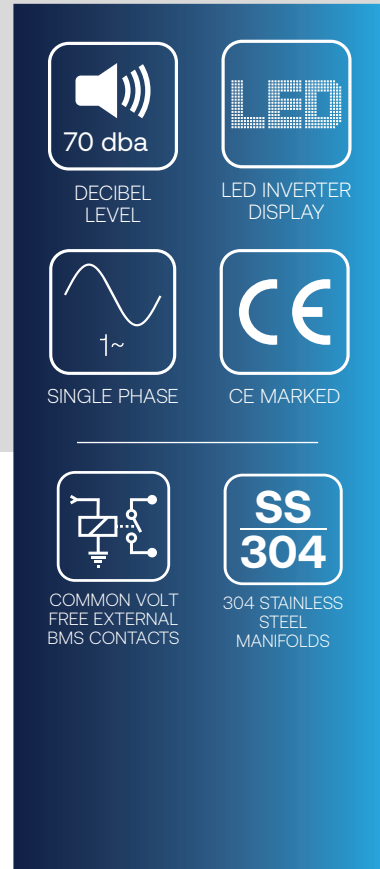 70 dba
DECIBEL
LEVEL
LED
LED INVERTER
DISPLAY
1~
SINGLE PHASE
CE
CE MARKED
COMMON VOLT
FREE EXTERNAL
BMS CONTACTS
SS
304
304 STAINLESS
STEEL
MANIFOLDS